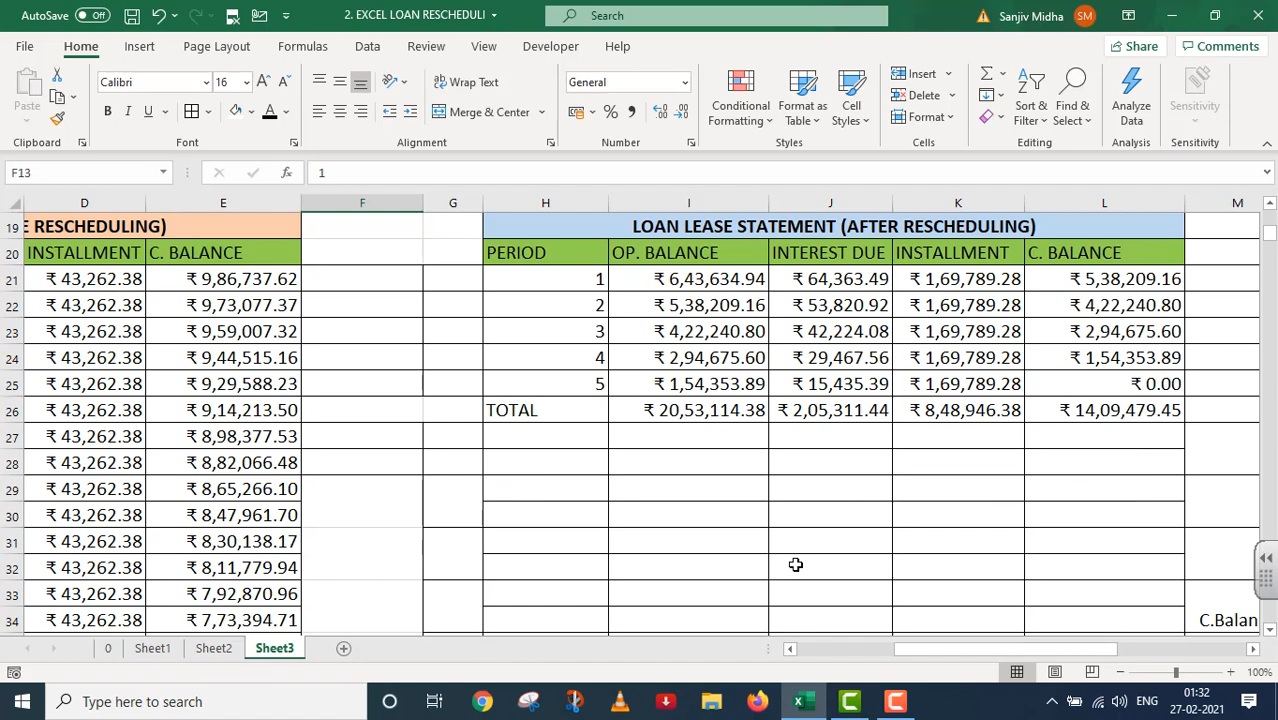 AutoSave Off 2. EXCEL LOAN RESCHEDULI Search Sanjiv Midha SM
File Home Insert Page Layout Formulas Data Review View Developer Help Share Comments
Paste Calibri 16 Wrap Text General Conditional Formatting Format as Table Cell Styles Insert Sort & Filter Find & Select Analyze Data Sensitivity
B I U Merge & Center Delete
Format
Clipboard Font Alignment Number Styles Cells Editing Analysis Sensitivity
F13 fx 1
D E F G H I J K L M
19 E RESCHEDULING) LOAN LEASE STATEMENT (AFTER RESCHEDULING)
20 INSTALLMENT C. BALANCE PERIOD OP. BALANCE INTEREST DUE INSTALLMENT C. BALANCE
21 ₹ 43,262.38 ₹ 9,86,737.62 1 ₹ 6,43,634.94 ₹ 64,363.49 ₹ 1,69,789.28 ₹ 5,38,209.16
22 ₹ 43,262.38 ₹ 9,73,077.37 2 ₹ 5,38,209.16 ₹ 53,820.92 ₹ 1,69,789.28 ₹ 4,22,240.80
23 ₹ 43,262.38 ₹ 9,59,007.32 3 ₹ 4,22,240.80 ₹ 42,224.08 ₹ 1,69,789.28 ₹ 2,94,675.60
24 ₹ 43,262.38 ₹ 9,44,515.16 4 ₹ 2,94,675.60 ₹ 29,467.56 ₹ 1,69,789.28 ₹ 1,54,353.89
25 ₹ 43,262.38 ₹ 9,29,588.23 5 ₹ 1,54,353.89 ₹ 15,435.39 ₹ 1,69,789.28 ₹ 0.00
26 ₹ 43,262.38 ₹ 9,14,213.50 TOTAL ₹ 20,53,114.38 ₹ 2,05,311.44 ₹ 8,48,946.38 ₹ 14,09,479.45
27 ₹ 43,262.38 ₹ 8,98,377.53
28 ₹ 43,262.38 ₹ 8,82,066.48
29 ₹ 43,262.38 ₹ 8,65,266.10
30 ₹ 43,262.38 ₹ 8,47,961.70
31 ₹ 43,262.38 ₹ 8,30,138.17
32 ₹ 43,262.38 ₹ 8,11,779.94
33 ₹ 43,262.38 ₹ 7,92,870.96
34 ₹ 43,262.38 ₹ 7,73,394.71 C.Balan
0 Sheet1 Sheet2 Sheet3
100%
Type here to search ENG 01:32
27-02-2021